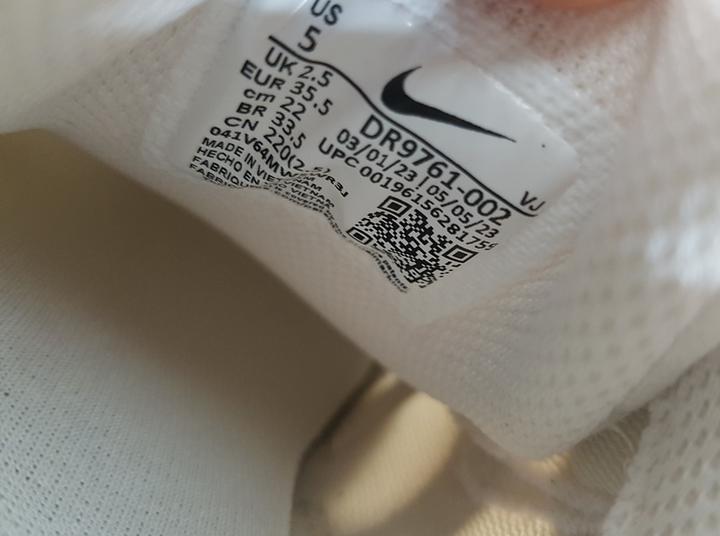 US
5
UK 2.5
EUR 35.5
cm 22
BR 33.5
CN 220(2
DR9761-002 VJ
03/01/23 | 05/05/23
UPC 00196156281759
MADE IN VIETNAM
HECHO EN VIETNAM
FABRIQUÉ